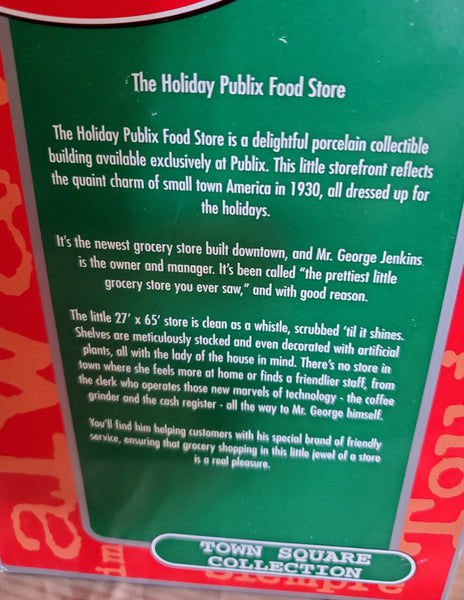 The Holiday Publix Food Store
The Holiday Publix Food Store is a delightful porcelain collectible
building available exclusively at Publix. This little storefront reflects
the quaint charm of small town America in 1930, all dressed up for
the holidays.
It's the newest grocery store built downtown, and Mr. George Jenkins
is the owner and manager. It's been called "the prettiest little
grocery store you ever saw," and with good reason.
The little 27' x 65' store is clean as a whistle, scrubbed 'til it shines.
Shelves are meticulously stocked and even decorated with artificial
plants, all with the lady of the house in mind. There's no store in
town where she feels more at home or finds a friendlier staff, from
the clerk who operates those new marvels of technology - the coffee
grinder and the cash register - all the way to Mr. George himself.
You'll find him helping customers with his special brand of friendly
service, ensuring that grocery shopping in this little jewel of a store
is a real pleasure.
TOWN SQUARE
COLLECTION